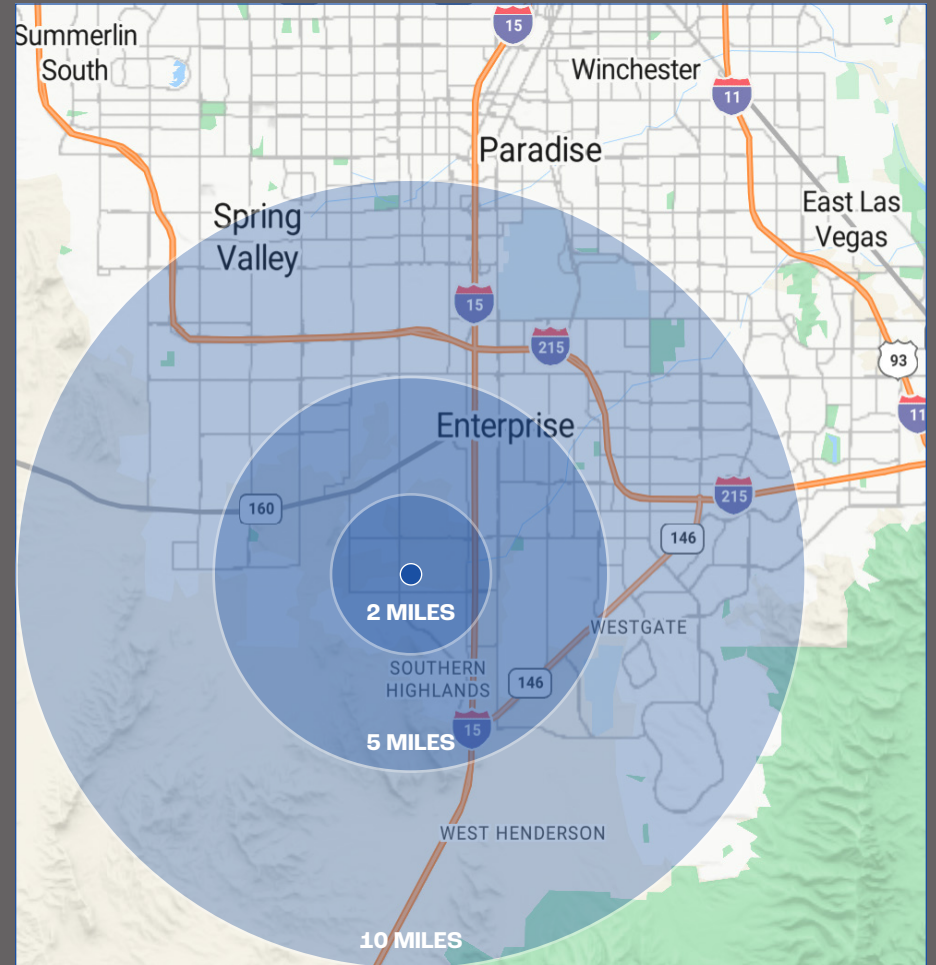 15
Summerlin
South
Winchester
11
Paradise
East Las
Vegas
Spring
Valley
15
215
93
11
Enterprise
160
215
146
2 MILES
WESTGATE
SOUTHERN
HIGHLANDS
146
15
5 MILES
WEST HENDERSON
10 MILES